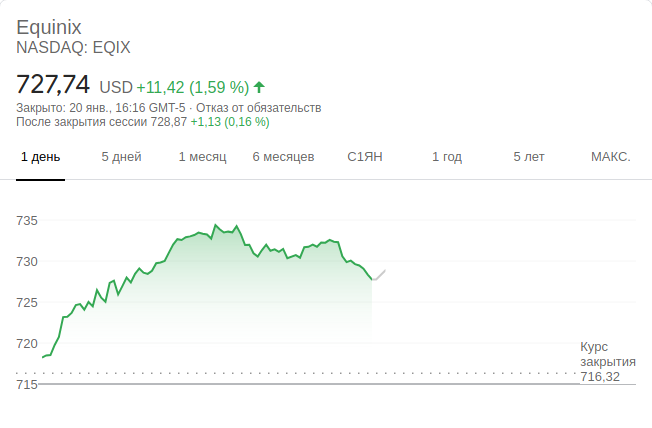 Equinix
NASDAQ: EQIX
727,74 USD +11,42 (1,59 %)
Закрыто: 20 янв., 16:16 GMT-5 · Отказ от обязательств
После закрытия сессии 728,87 +1,13 (0,16 %)
1 день 5 дней 1 месяц 6 месяцев С1ЯН 1 год 5 лет МАКС.
735
730
725
720
715
Курс
закрытия
716,32